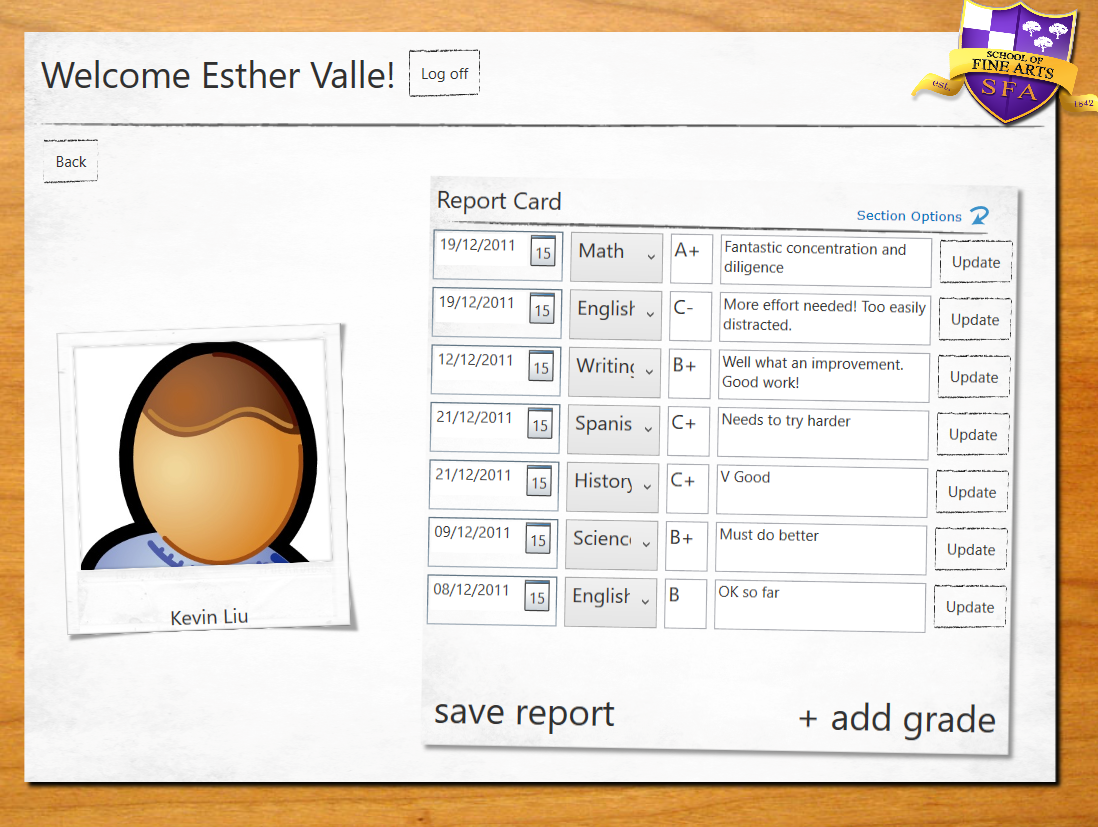 Welcome Esther Valle!
Log off
SCHOOL OF
FINE ARTS
est.
SFA
1842
Back
Report Card
Section Options
19/12/2011 15 Math A+ Fantastic concentration and
diligence
Update
19/12/2011 15 English C- More effort needed! Too easily
distracted.
Update
12/12/2011 15 Writing B+ Well what an improvement.
Good work!
Update
21/12/2011 15 Spanis C+ Needs to try harder
Update
21/12/2011 15 History C+ V Good
Update
09/12/2011 15 Scienc B+ Must do better
Update
08/12/2011 15 English B OK so far
Update
Kevin Liu
save report
+ add grade